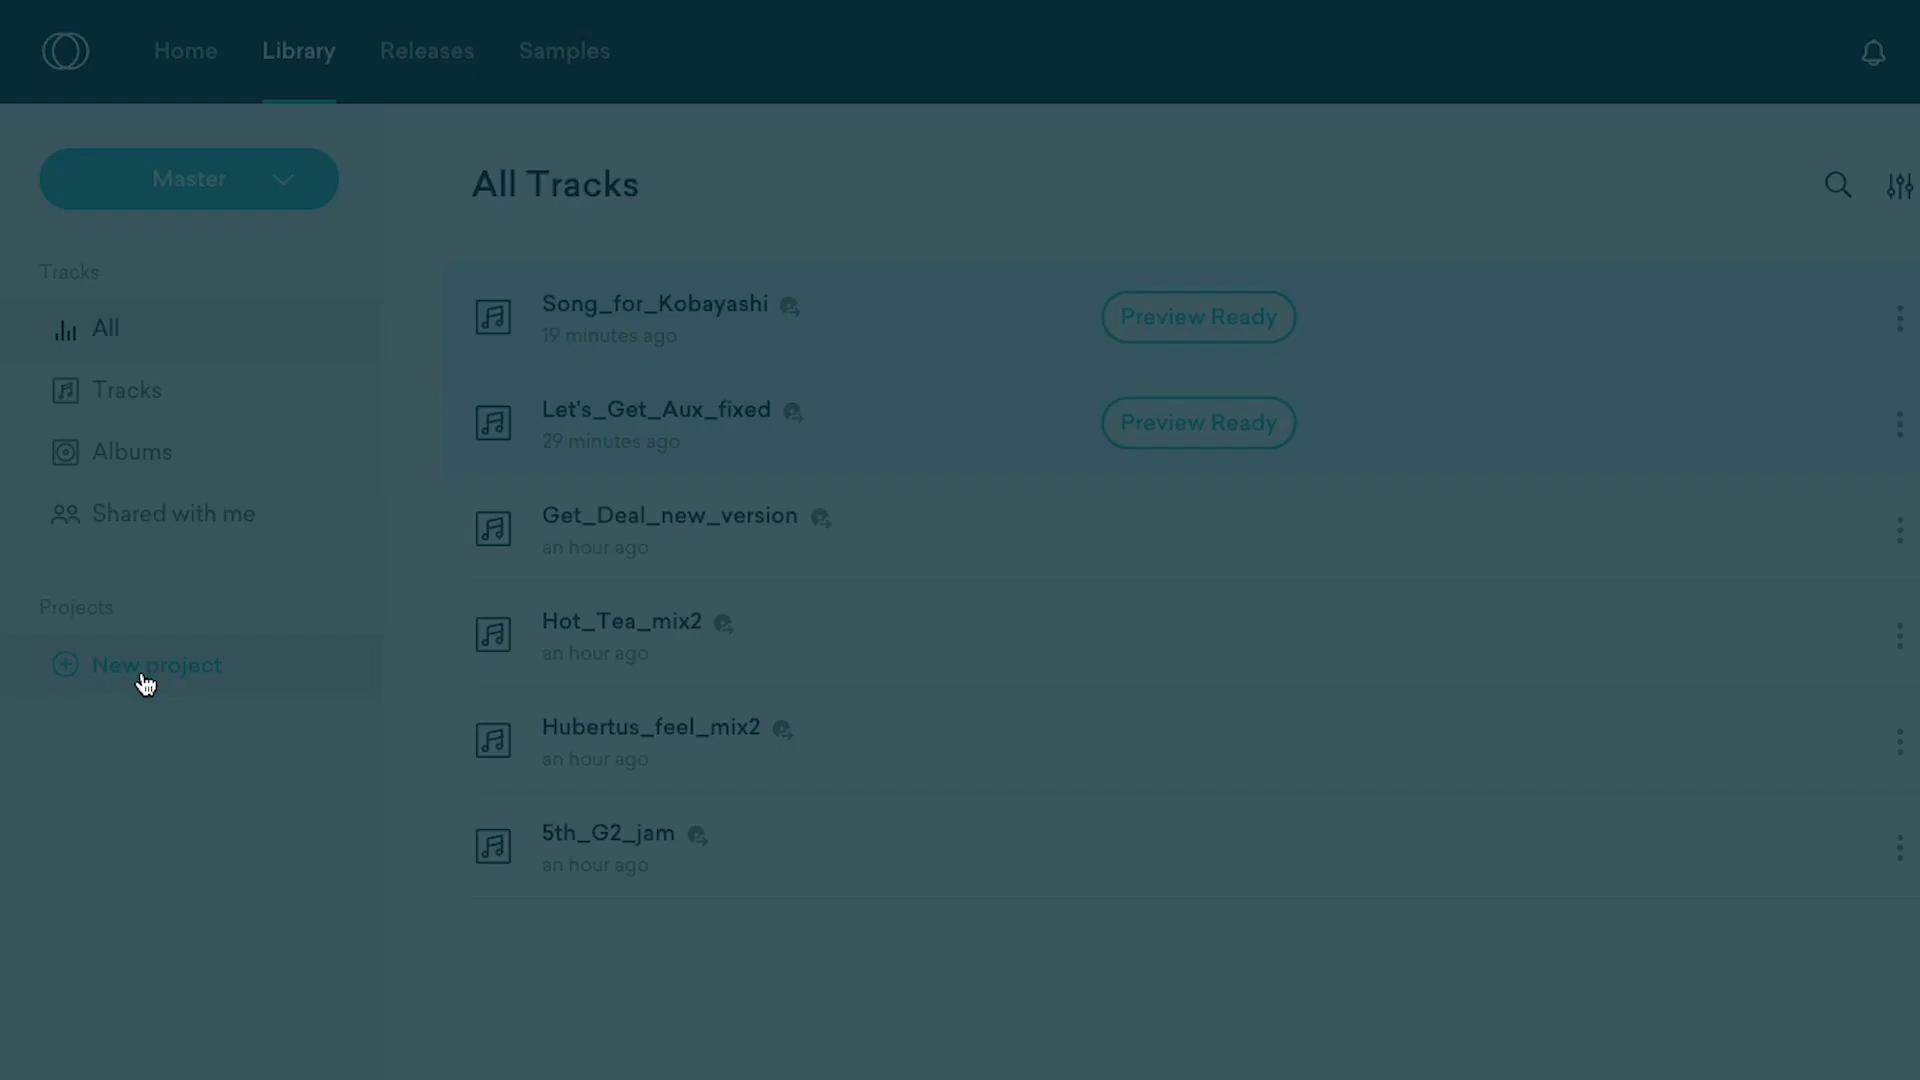 Home Library Releases Samples
Master
All Tracks
Tracks
All
Tracks
Albums
Shared with me
Projects
New project
Song_for_Kobayashi
19 minutes ago
Preview Ready
Let's_Get_Aux_fixed
29 minutes ago
Preview Ready
Get_Deal_new_version
an hour ago
Hot_Tea_mix2
an hour ago
Hubertus_feel_mix2
an hour ago
5th_G2_jam
an hour ago